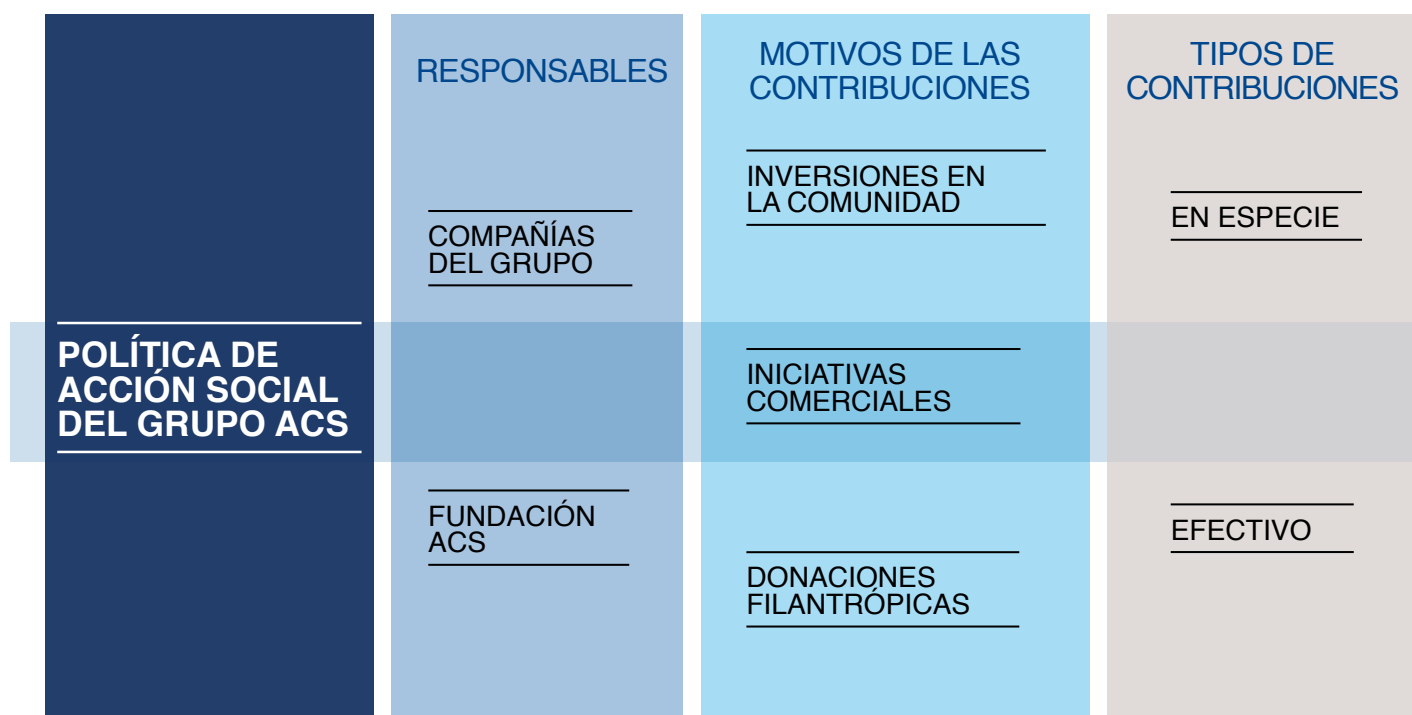 POLÍTICA DE
ACCIÓN SOCIAL
DEL GRUPO ACS
RESPONSABLES
COMPAÑÍAS
DEL GRUPO
FUNDACIÓN
ACS
MOTIVOS DE LAS
CONTRIBUCIONES
INVERSIONES EN
LA COMUNIDAD
INICIATIVAS
COMERCIALES
DONACIONES
FILANTRÓPICAS
TIPOS DE
CONTRIBUCIONES
EN ESPECIE
EFECTIVO